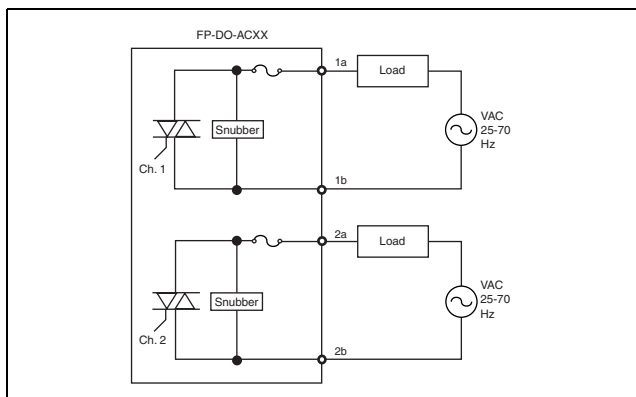 FP-DO-ACXX
1a
Load
VAC
25-70
Hz
Snubber
Ch. 1
1b
2a
Load
VAC
25-70
Hz
Snubber
Ch. 2
2b